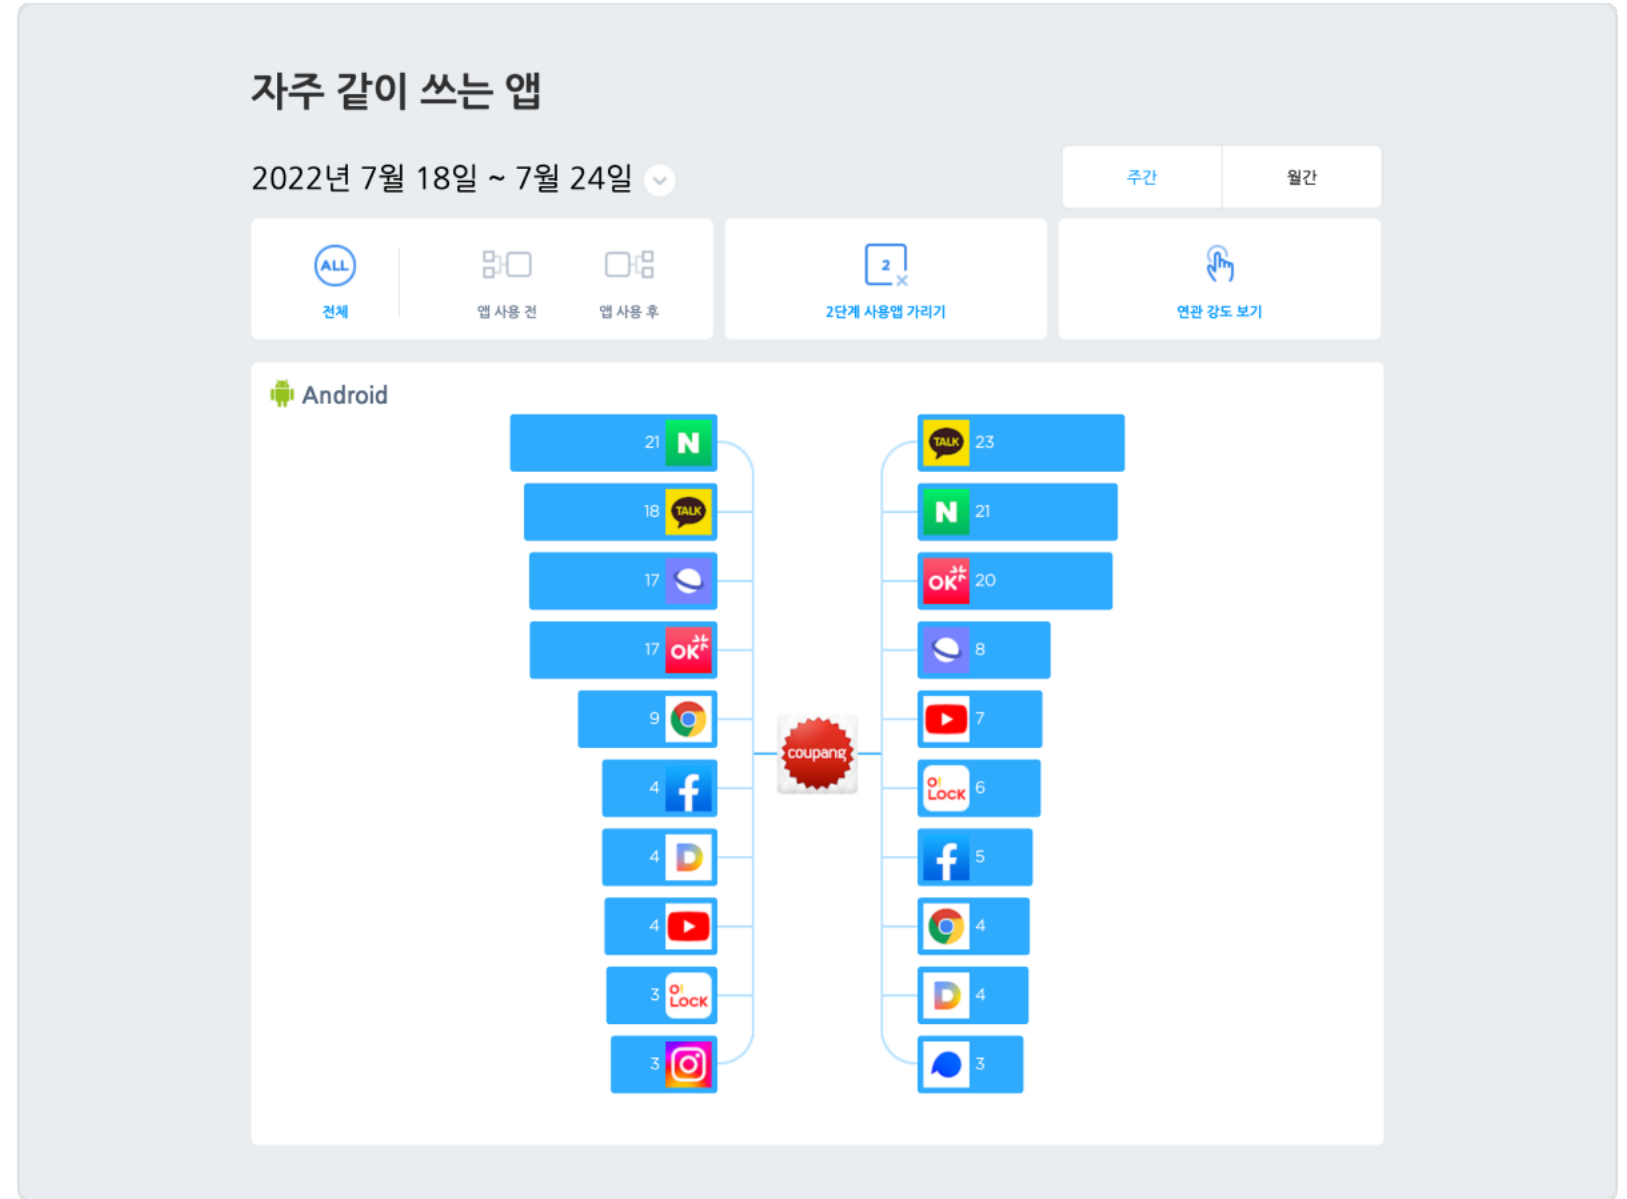 자주 같이 쓰는 앱
2022년 7월 18일 ~ 7월 24일
주간
월간
ALL
전체
앱 사용 전
앱 사용 후
2
2단계 사용앱 가리기
연관 강도 보기
Android
21 N
18 TALK
17
17 OK
9
4 f
4 D
4
3 O! LOCK
3
coupang
TALK 23
N 21
OK 20
8
7
O! LOCK 6
f 5
4
D 4
3